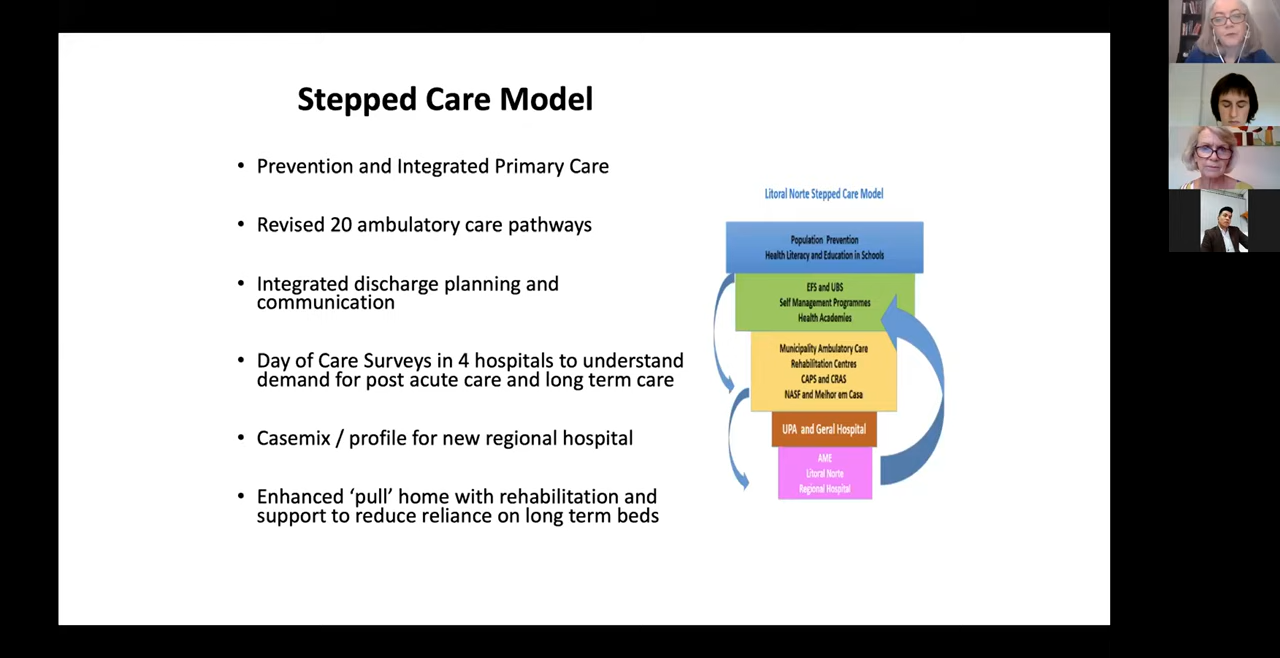 Stepped Care Model
• Prevention and Integrated Primary Care
• Revised 20 ambulatory care pathways
• Integrated discharge planning and
communication
• Day of Care Surveys in 4 hospitals to understand
demand for post acute care and long term care
• Casemix / profile for new regional hospital
• Enhanced ‘pull’ home with rehabilitation and
support to reduce reliance on long term beds
Litoral Norte Stepped Care Model
Population Prevention
Health Literacy and Education in Schools
EFS and UBS
Self Management Programmes
Health Academies
Municipality Ambulatory Care
Rehabilitation Centres
CAPS and CRAS
NASF and Melhor em Casa
UPA and Geral Hospital
AME
Litoral Norte
Regional Hospital